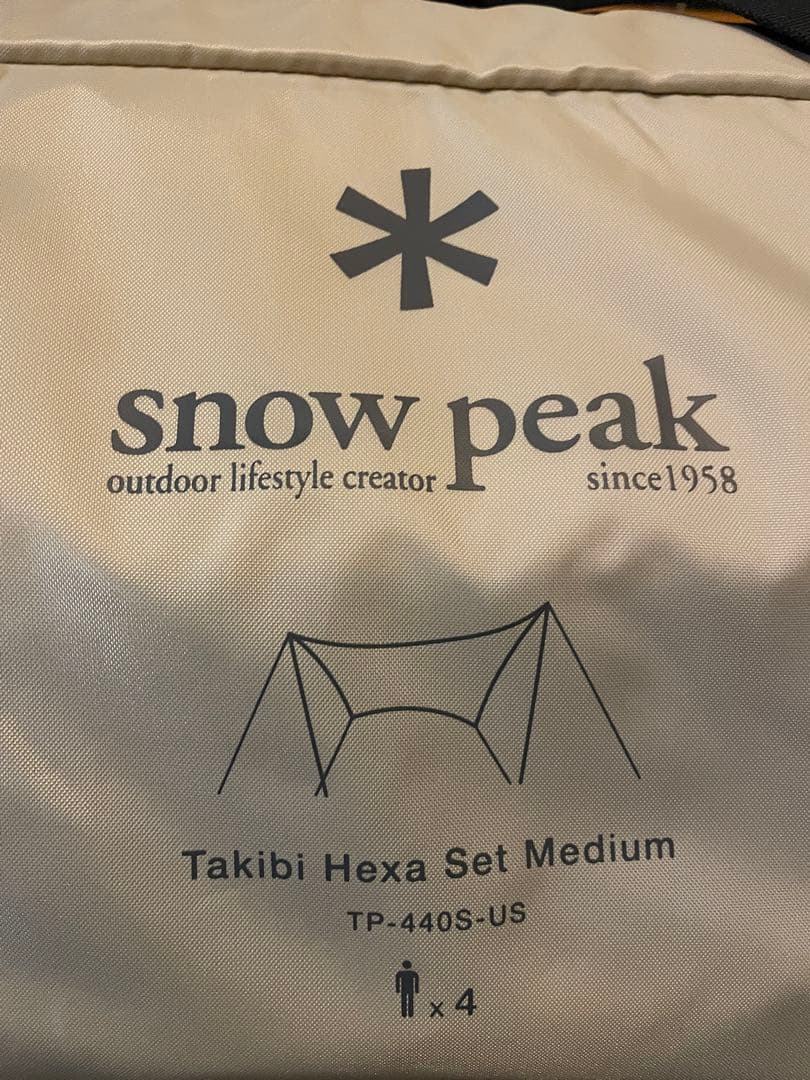 snow peak
outdoor lifestyle creator since1958
Takibi Hexa Set Medium
TP-440S-US
x 4